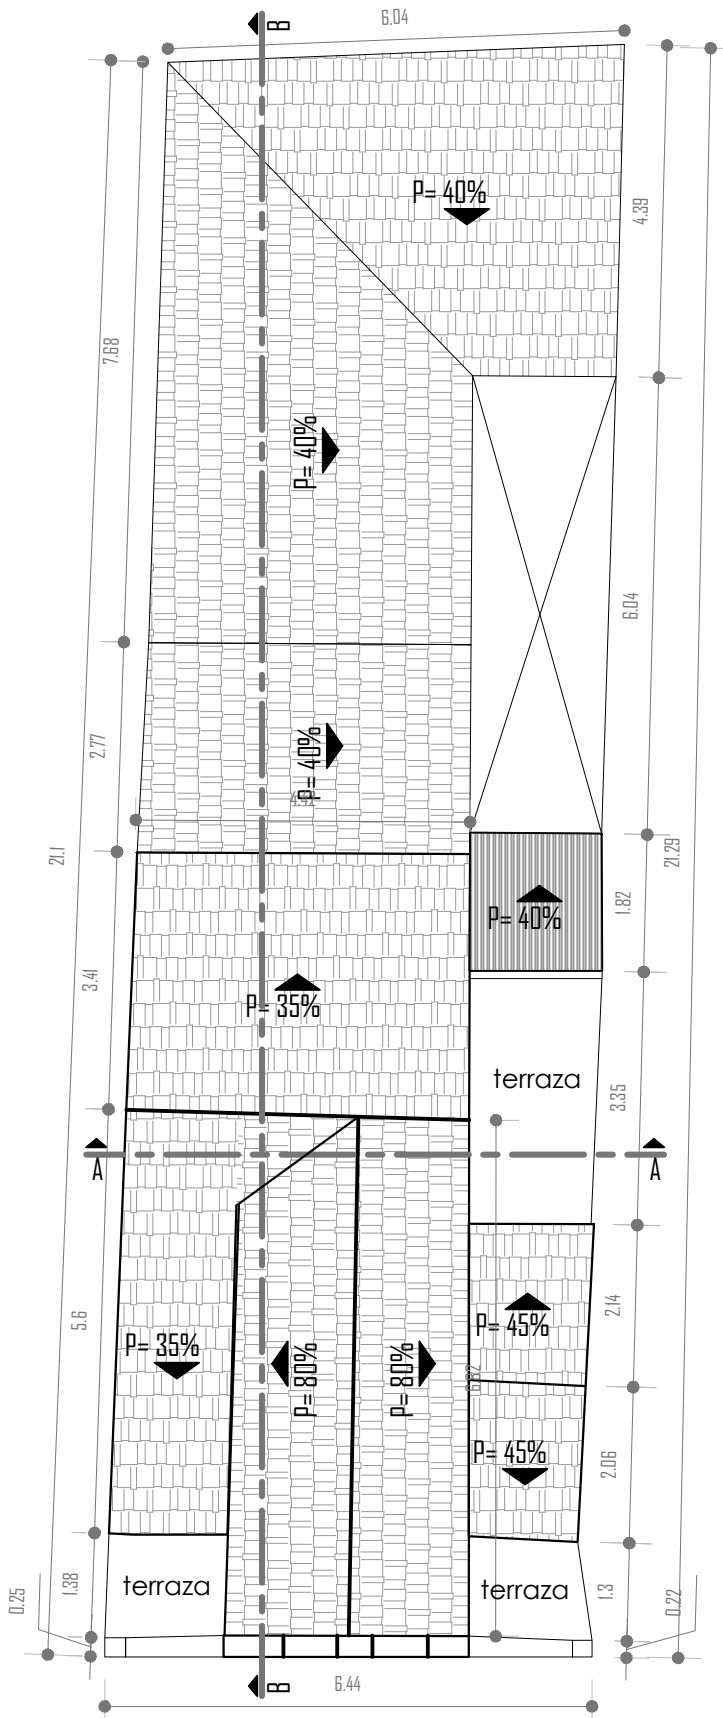 B
6.04
P= 40%
4.39
7.68
P= 40%
6.04
2.77
P= 40%
4.42
21.1
21.29
1.82
P= 40%
3.41
P= 35%
terraza
3.35
A
A
5.6
2.14
P= 45%
P= 35%
P= 80%
P= 80%
P= 45%
2.06
1.38
terraza
terraza
1.3
0.25
0.22
6.44
B